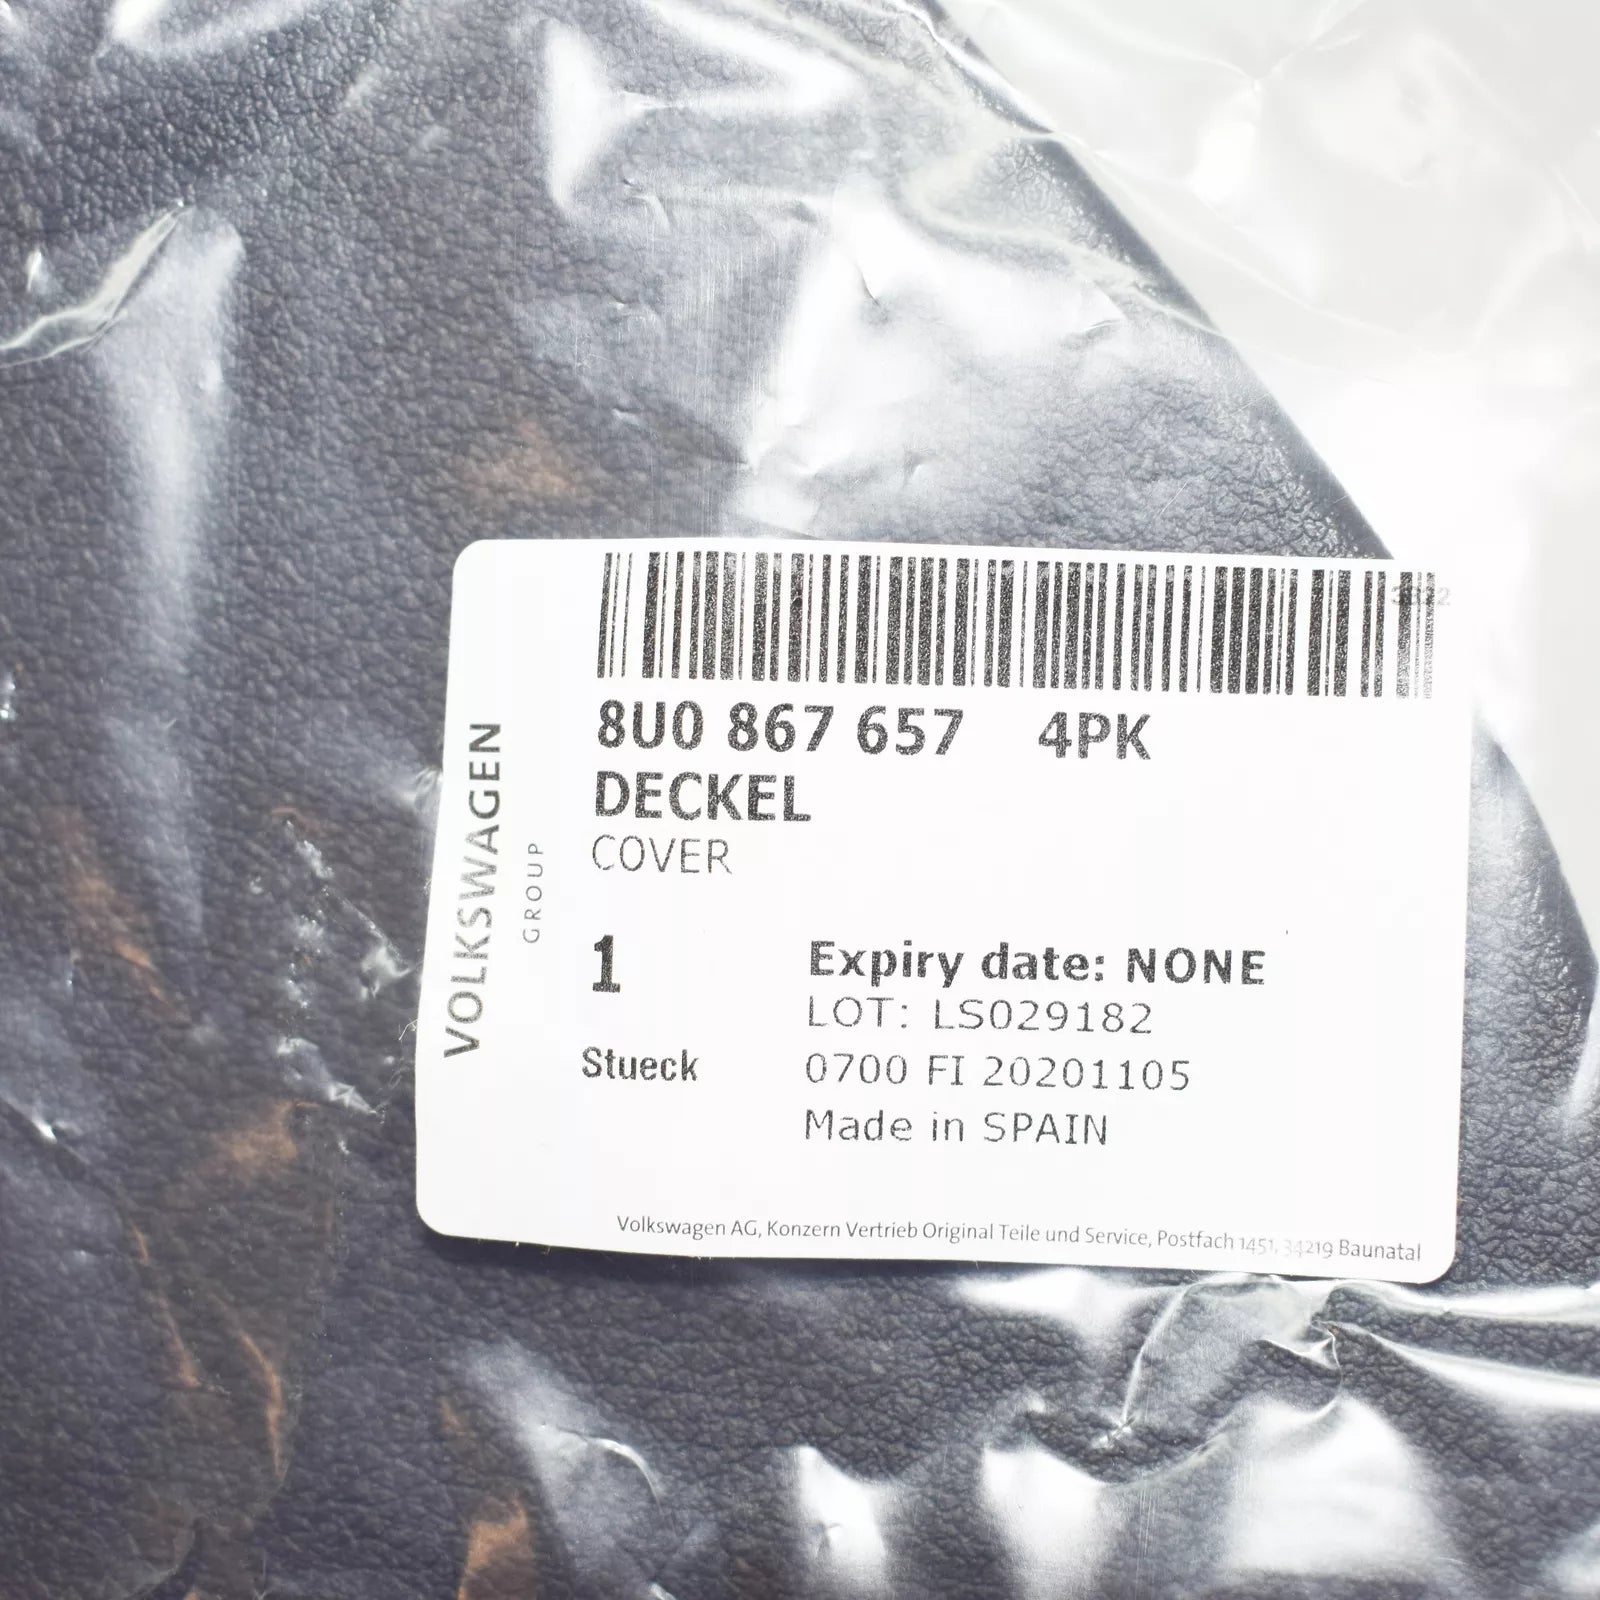 8U0 867 657 4PK
DECKEL
COVER
VOLKSWAGEN
GROUP
1
Stueck
Expiry date: NONE
LOT: LS029182
0700 FI 20201105
Made in SPAIN
Volkswagen AG, Konzern Vertrieb Original Teile und Service, Postfach 1451, 34219 Baunatal